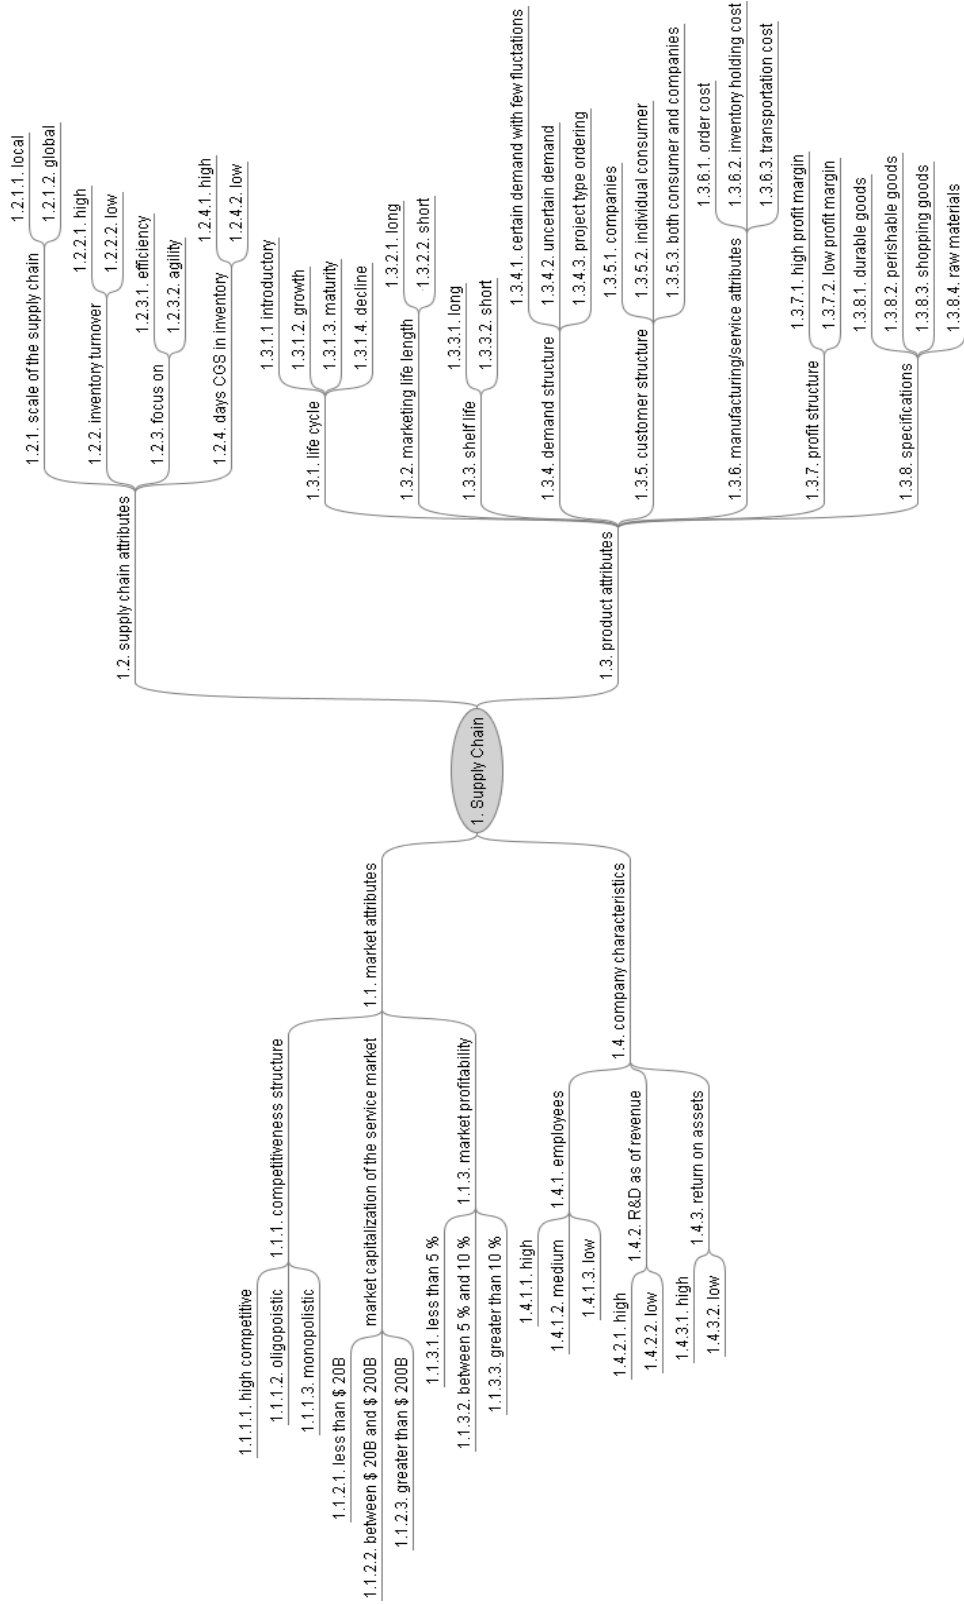 1. Supply Chain
1.1. market attributes
1.1.1. competitiveness structure
1.1.1.1. high competitive
1.1.1.2. oligopoistic
1.1.1.3. monopolistic
market capitalization of the service market
1.1.2.1. less than $ 20B
1.1.2.2. between $ 20B and $ 200B
1.1.2.3. greater than $ 200B
1.1.3. market profitability
1.1.3.1. less than 5 %
1.1.3.2. between 5 % and 10 %
1.1.3.3. greater than 10 %
1.4. company characteristics
1.4.1. employees
1.4.1.1. high
1.4.1.2. medium
1.4.1.3. low
1.4.2. R&D as of revenue
1.4.2.1. high
1.4.2.2. low
1.4.3. return on assets
1.4.3.1. high
1.4.3.2. low
1.2. supply chain attributes
1.2.1. scale of the supply chain
1.2.1.1. local
1.2.1.2. global
1.2.2. inventory turnover
1.2.2.1. high
1.2.2.2. low
1.2.3. focus on
1.2.3.1. efficiency
1.2.3.2. agility
1.2.4. days CGS in inventory
1.2.4.1. high
1.2.4.2. low
1.3. product attributes
1.3.1. life cycle
1.3.1.1 introductory
1.3.1.2. growth
1.3.1.3. maturity
1.3.1.4. decline
1.3.2. marketing life length
1.3.2.1. long
1.3.2.2. short
1.3.3. shelf life
1.3.3.1. long
1.3.3.2. short
1.3.4. demand structure
1.3.4.1. certain demand with few fluctations
1.3.4.2. uncertain demand
1.3.4.3. project type ordering
1.3.5. customer structure
1.3.5.1. companies
1.3.5.2. individual consumer
1.3.5.3. both consumer and companies
1.3.6. manufacturing/service attributes
1.3.6.1. order cost
1.3.6.2. inventory holding cost
1.3.6.3. transportation cost
1.3.7. profit structure
1.3.7.1. high profit margin
1.3.7.2. low profit margin
1.3.8. specifications
1.3.8.1. durable goods
1.3.8.2. perishable goods
1.3.8.3. shopping goods
1.3.8.4. raw materials